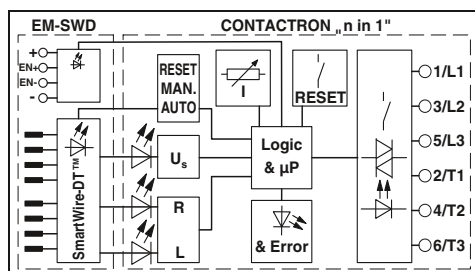 EM-SWD
CONTACTRON „n in 1"
+
EN+
EN-
-
SmartWire-DT™
RESET
MAN.
AUTO
I
RESET
Us
R
L
Logic
& µP
& Error
1/L1
3/L2
5/L3
2/T1
4/T2
6/T3